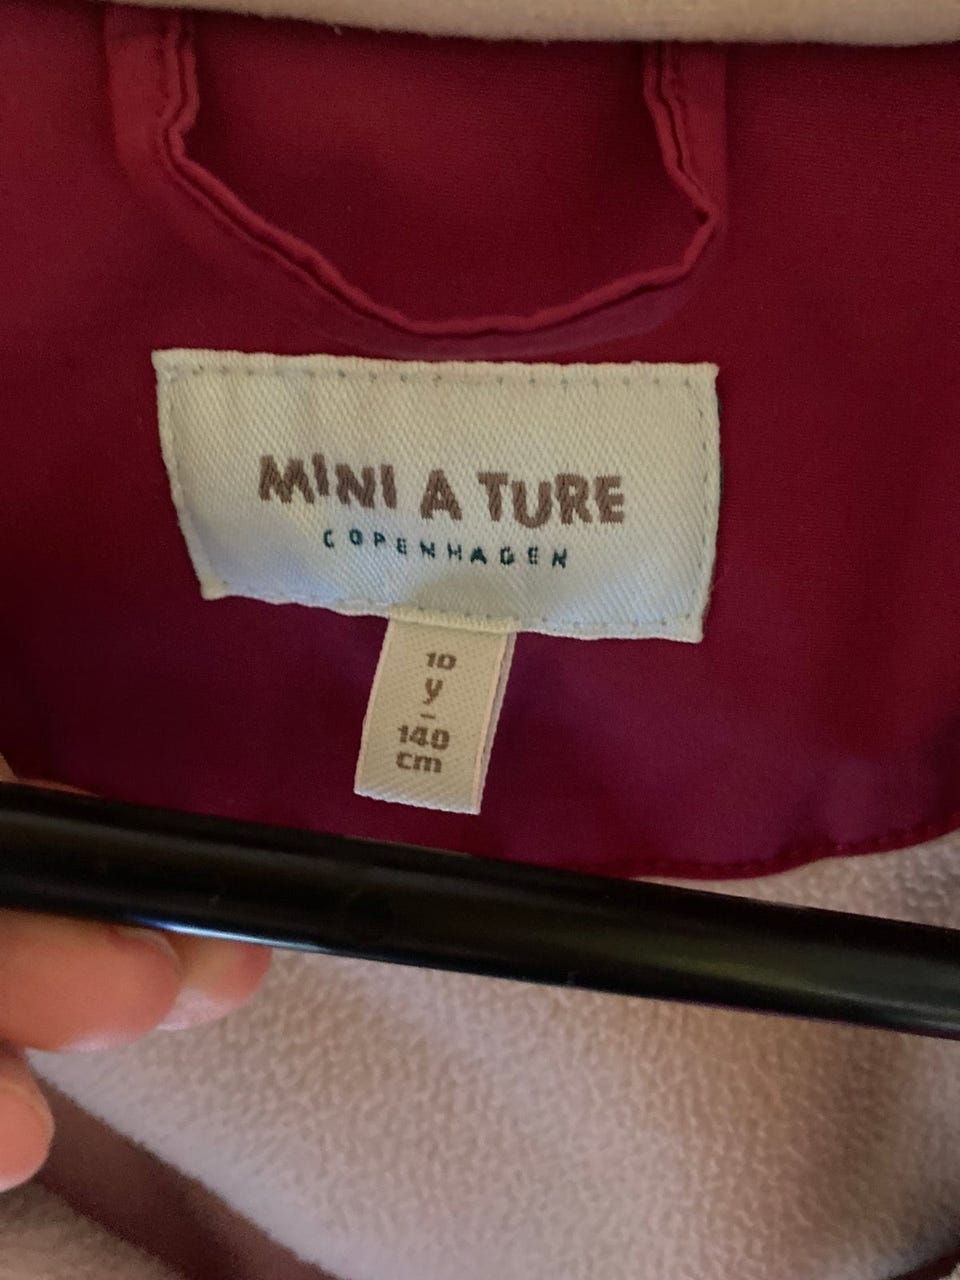 MINI A TURE
COPENHAGEN
10
y
-
140
cm